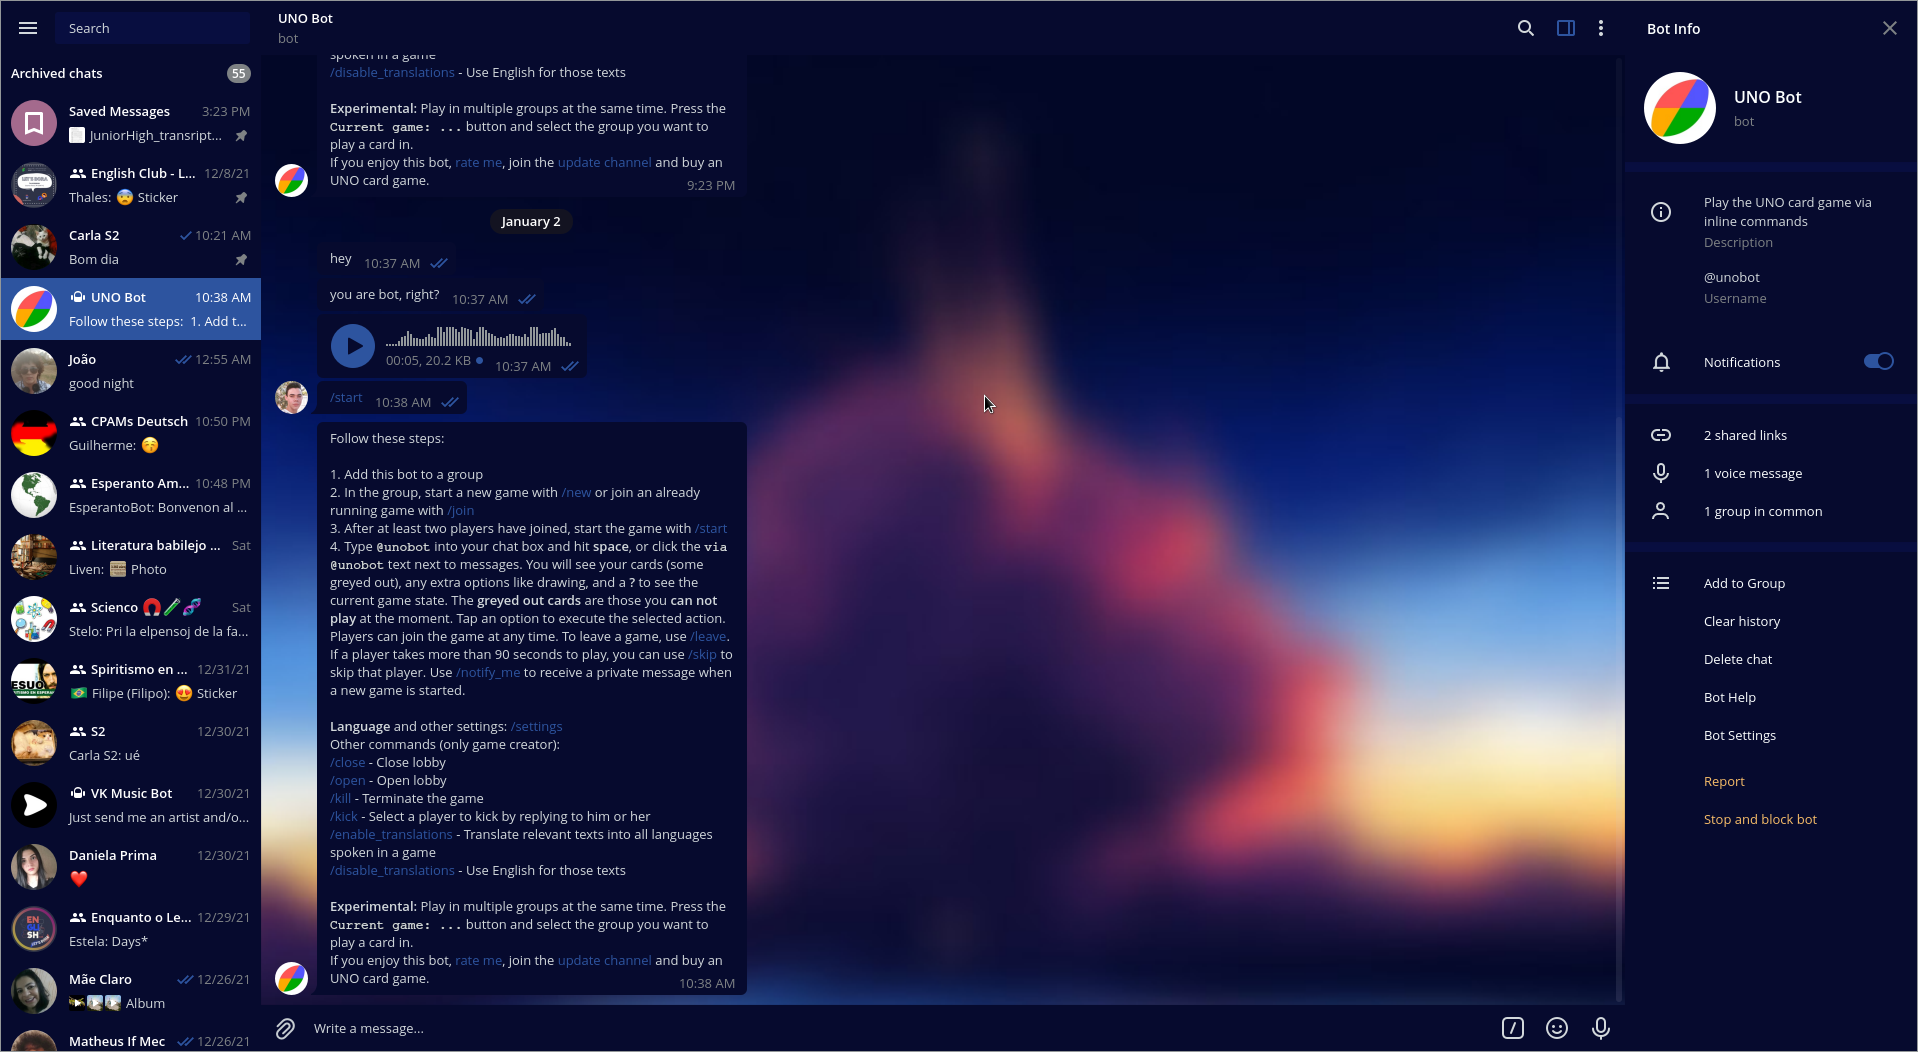 Search
Archived chats 55
Saved Messages 3:23 PM
JuniorHigh_transcript...
English Club - L... 12/8/21
Thales: 😨 Sticker
Carla S2 10:21 AM
Bom dia
UNO Bot 10:38 AM
Follow these steps: 1. Add t...
João 12:55 AM
good night
CPAMs Deutsch 10:50 PM
Guilherme: 😚
Esperanto Am... 10:48 PM
EsperantoBot: Bonvenon al ...
Literatura babilejo ... Sat
Liven: Photo
Scienco 🧲🧪🧬 Sat
Stelo: Pri la elpensoj de la fa...
Spiritismo en ... 12/31/21
🇧🇷 Filipe (Filipo): 😍 Sticker
S2 12/30/21
Carla S2: ué
VK Music Bot 12/30/21
Just send me an artist and/o...
Daniela Prima 12/30/21
❤️
Enquanto o Le... 12/29/21
Estela: Days*
Mãe Claro 12/26/21
Album
Matheus If Mec 12/26/21
UNO Bot
bot
spoken in a game
/disable_translations - Use English for those texts
Experimental: Play in multiple groups at the same time. Press the
Current game: ... button and select the group you want to
play a card in.
If you enjoy this bot, rate me, join the update channel and buy an
UNO card game. 9:23 PM
January 2
hey 10:37 AM
you are bot, right? 10:37 AM
00:05, 20.2 KB 10:37 AM
/start 10:38 AM
Follow these steps:
1. Add this bot to a group
2. In the group, start a new game with /new or join an already
running game with /join
3. After at least two players have joined, start the game with /start
4. Type @unobot into your chat box and hit space, or click the via
@unobot text next to messages. You will see your cards (some
greyed out), any extra options like drawing, and a ? to see the
current game state. The greyed out cards are those you can not
play at the moment. Tap an option to execute the selected action.
Players can join the game at any time. To leave a game, use /leave.
If a player takes more than 90 seconds to play, you can use /skip to
skip that player. Use /notify_me to receive a private message when
a new game is started.
Language and other settings: /settings
Other commands (only game creator):
/close - Close lobby
/open - Open lobby
/kill - Terminate the game
/kick - Select a player to kick by replying to him or her
/enable_translations - Translate relevant texts into all languages
spoken in a game
/disable_translations - Use English for those texts
Experimental: Play in multiple groups at the same time. Press the
Current game: ... button and select the group you want to
play a card in.
If you enjoy this bot, rate me, join the update channel and buy an
UNO card game. 10:38 AM
Write a message...
Bot Info
UNO Bot
bot
Play the UNO card game via
inline commands
Description
@unobot
Username
Notifications
2 shared links
1 voice message
1 group in common
Add to Group
Clear history
Delete chat
Bot Help
Bot Settings
Report
Stop and block bot